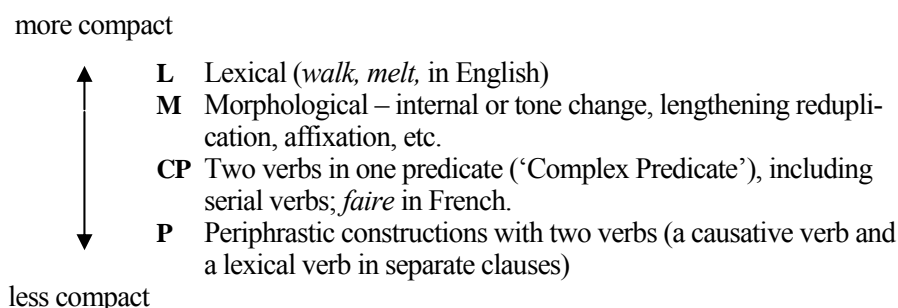 more compact
L Lexical (walk, melt, in English)
M Morphological – internal or tone change, lengthening redupli-
cation, affixation, etc.
CP Two verbs in one predicate (‘Complex Predicate’), including
serial verbs; faire in French.
P Periphrastic constructions with two verbs (a causative verb and
a lexical verb in separate clauses)
less compact